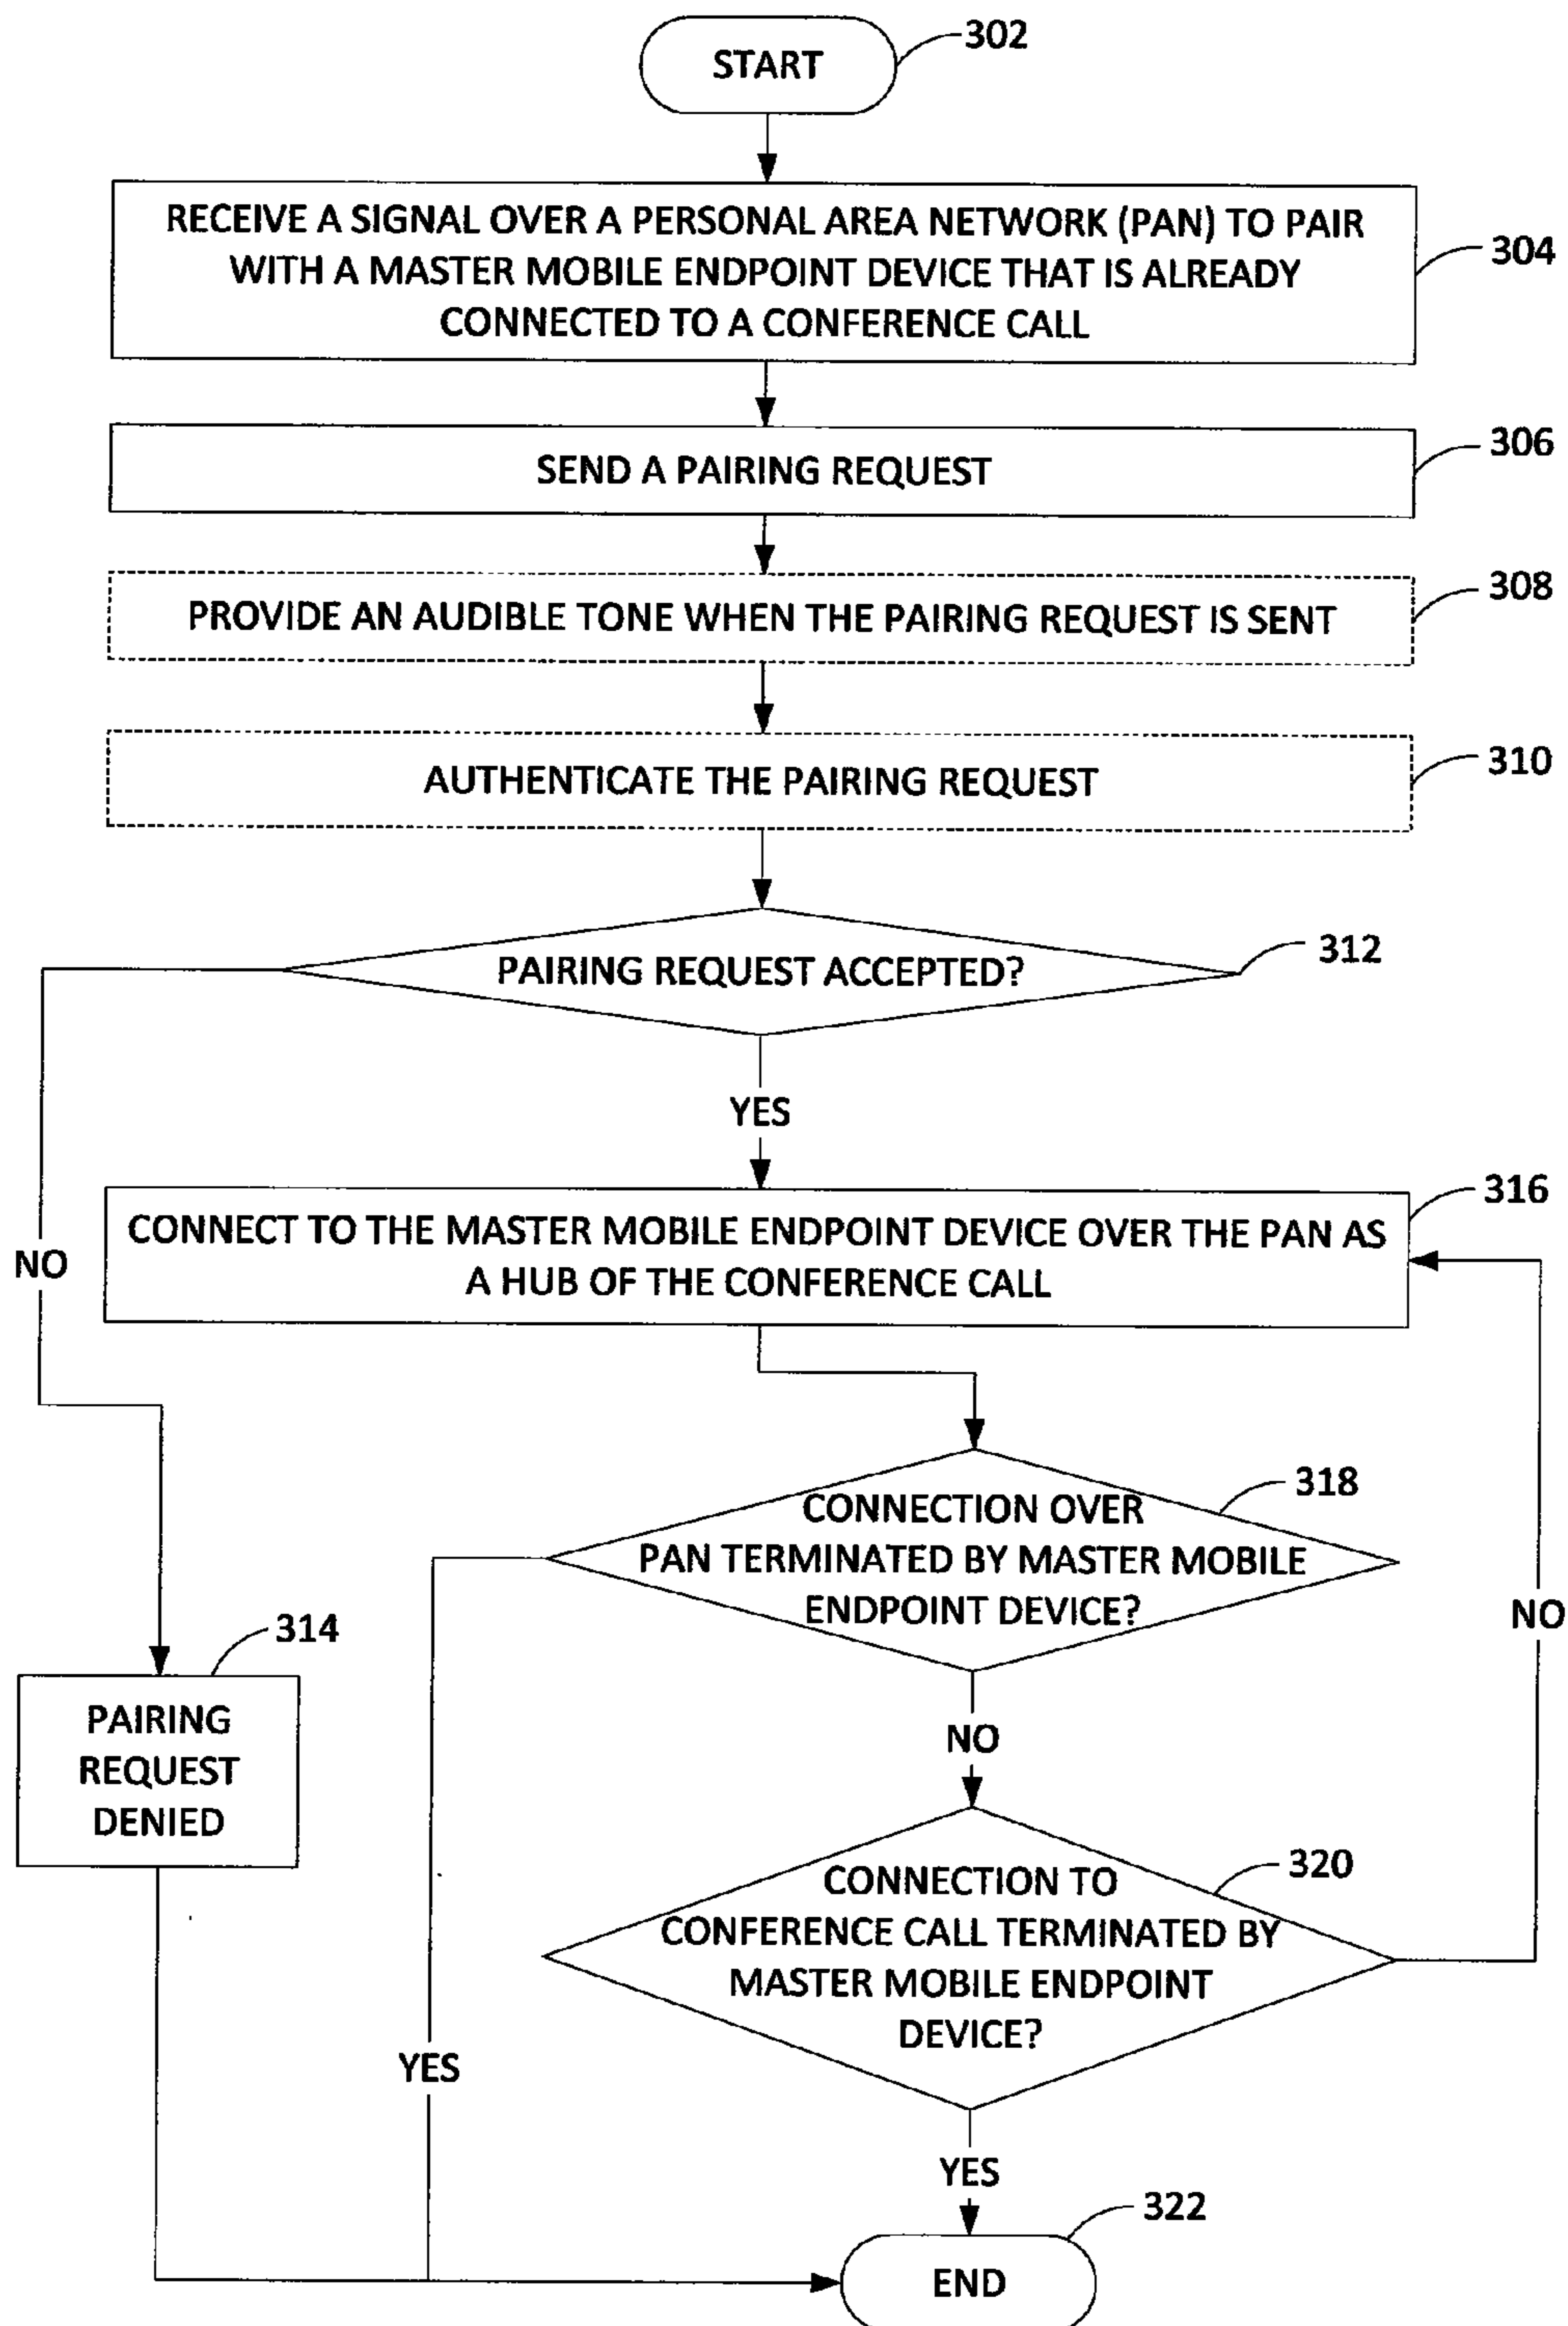 START
302
RECEIVE A SIGNAL OVER A PERSONAL AREA NETWORK (PAN) TO PAIR
WITH A MASTER MOBILE ENDPOINT DEVICE THAT IS ALREADY
CONNECTED TO A CONFERENCE CALL
304
SEND A PAIRING REQUEST
306
PROVIDE AN AUDIBLE TONE WHEN THE PAIRING REQUEST IS SENT
308
AUTHENTICATE THE PAIRING REQUEST
310
PAIRING REQUEST ACCEPTED?
312
YES
NO
CONNECT TO THE MASTER MOBILE ENDPOINT DEVICE OVER THE PAN AS
A HUB OF THE CONFERENCE CALL
316
CONNECTION OVER
PAN TERMINATED BY MASTER MOBILE
ENDPOINT DEVICE?
318
NO
NO
PAIRING
REQUEST
DENIED
314
CONNECTION TO
CONFERENCE CALL TERMINATED BY
MASTER MOBILE ENDPOINT
DEVICE?
320
YES
YES
END
322